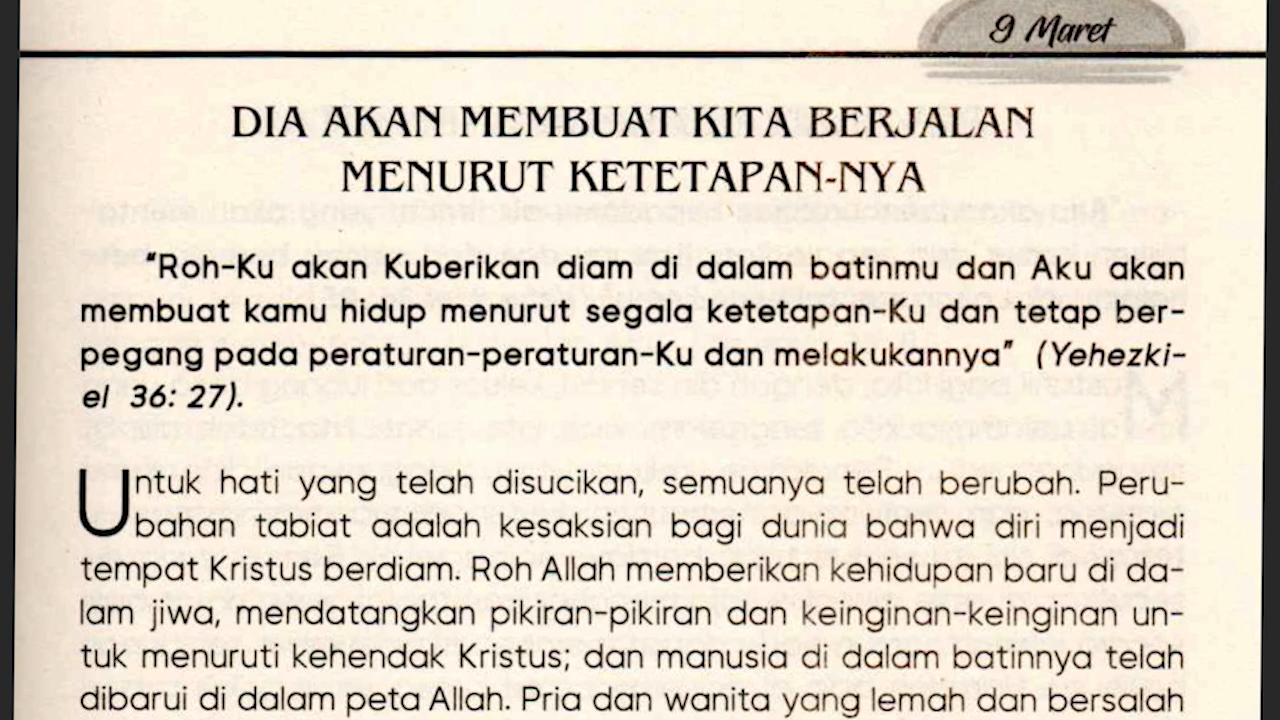 9 Maret
DIA AKAN MEMBUAT KITA BERJALAN
MENURUT KETETAPAN-NYA
“Roh-Ku akan Kuberikan diam di dalam batinmu dan Aku akan
membuat kamu hidup menurut segala ketetapan-Ku dan tetap ber-
pegang pada peraturan-peraturan-Ku dan melakukannya” (Yehezki-
el 36: 27).
Untuk hati yang telah disucikan, semuanya telah berubah. Peru-
bahan tabiat adalah kesaksian bagi dunia bahwa diri menjadi
tempat Kristus berdiam. Roh Allah memberikan kehidupan baru di da-
lam jiwa, mendatangkan pikiran-pikiran dan keinginan-keinginan un-
tuk menuruti kehendak Kristus; dan manusia di dalam batinnya telah
dibarui di dalam peta Allah. Pria dan wanita yang lemah dan bersalah